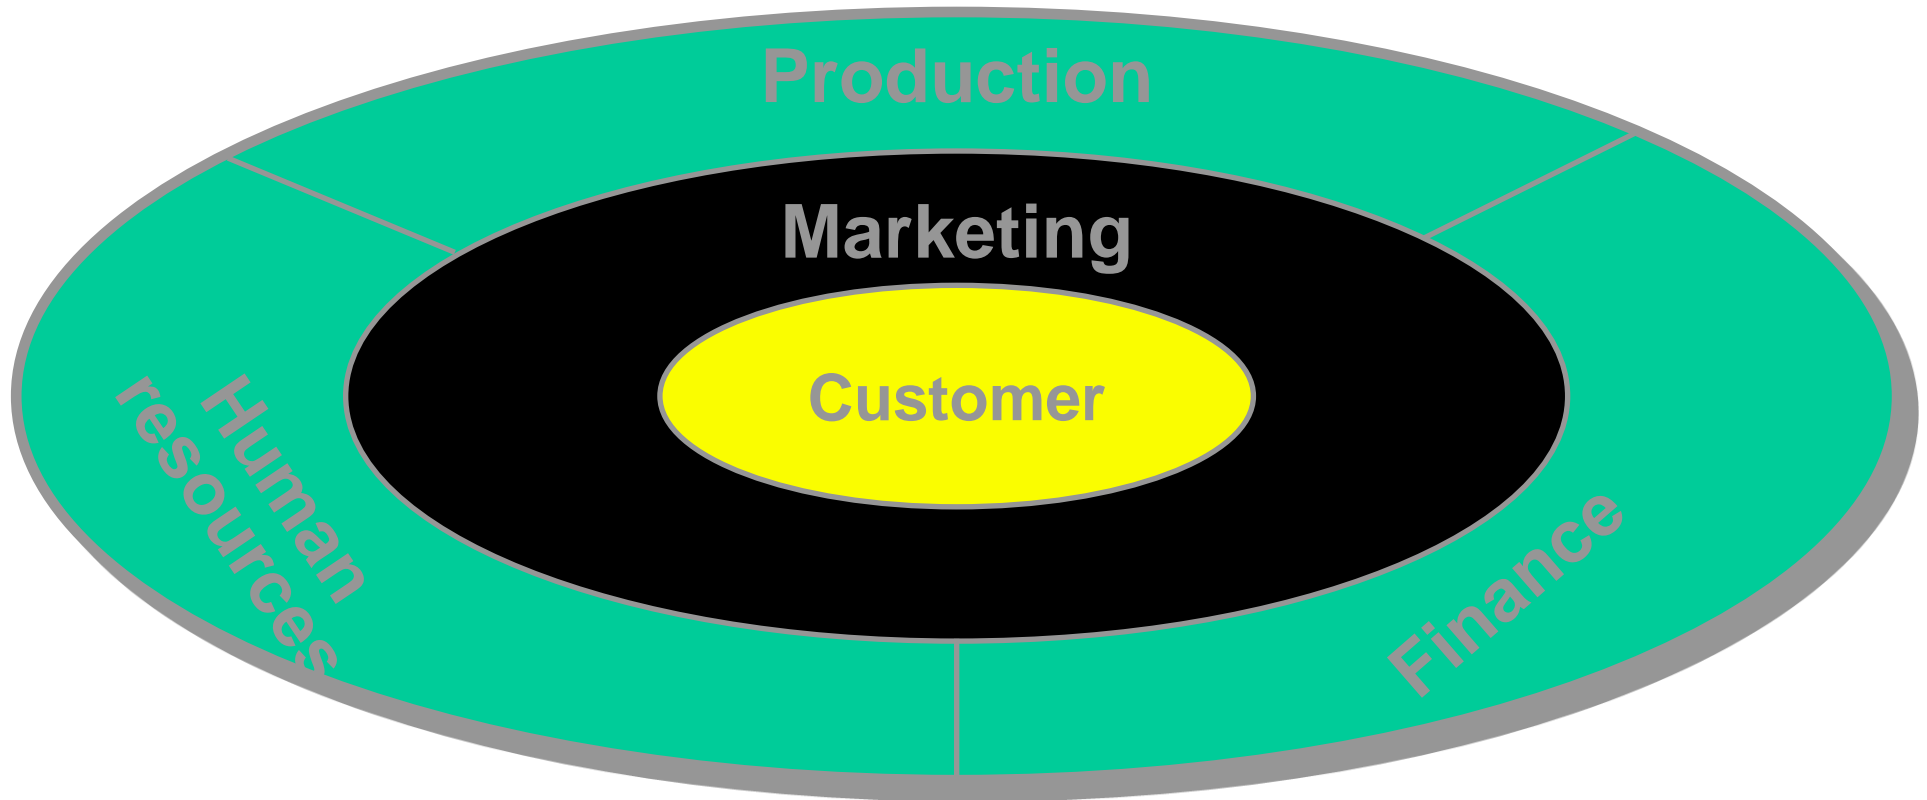 Production
Marketing
Customer
Human
resources
Finance